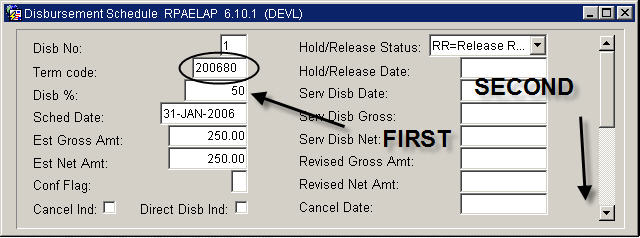 Disbursement Schedule RPAELAP 6.10.1 (DEVL)
Disb No: 1 Hold/Release Status: RR=Release R...
Term code: 200680 Hold/Release Date:
Disb %: 50 Serv Disb Date: SECOND
Sched Date: 31-JAN-2006 Serv Disb Gross:
Est Gross Amt: 250.00 FIRST Serv Disb Net:
Est Net Amt: 250.00 Revised Gross Amt:
Conf Flag: Revised Net Amt:
Cancel Ind: Direct Disb Ind: Cancel Date: